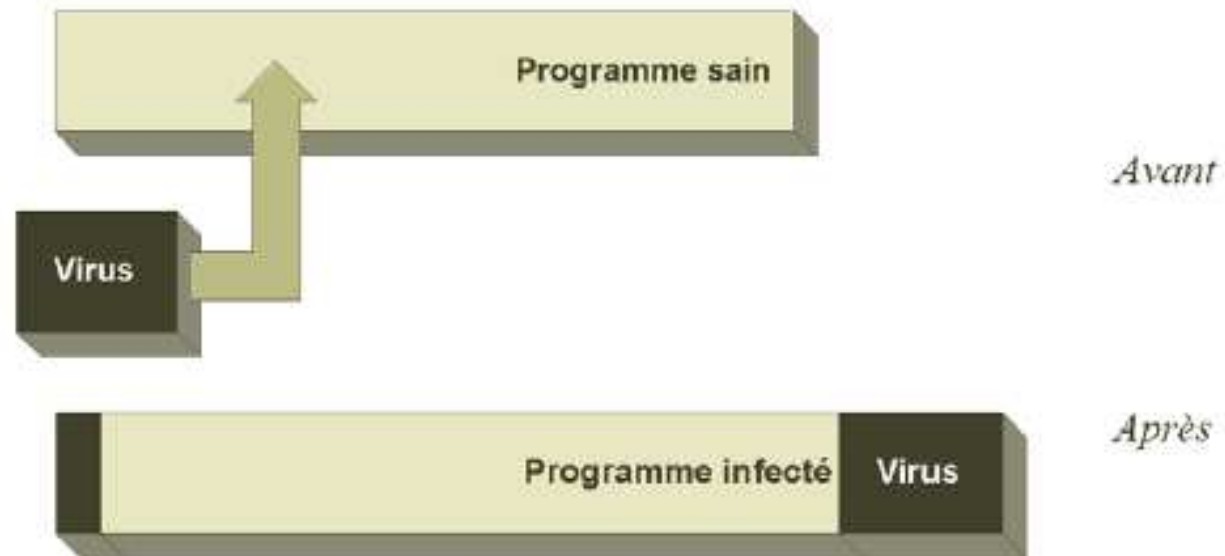 Programme sain
Avant
Virus
Après
Programme infecté
Virus